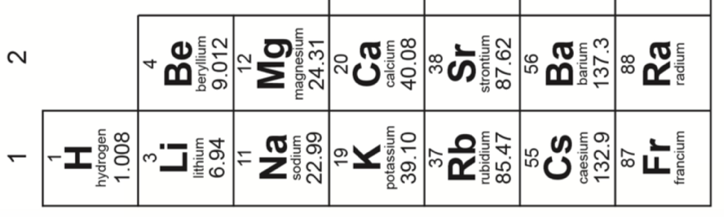 1
2
1
H
hydrogen
1.008
3
Li
lithium
6.94
4
Be
beryllium
9.012
11
Na
sodium
22.99
12
Mg
magnesium
24.31
19
K
potassium
39.10
20
Ca
calcium
40.08
37
Rb
rubidium
85.47
38
Sr
strontium
87.62
55
Cs
caesium
132.9
56
Ba
barium
137.3
87
Fr
francium
88
Ra
radium